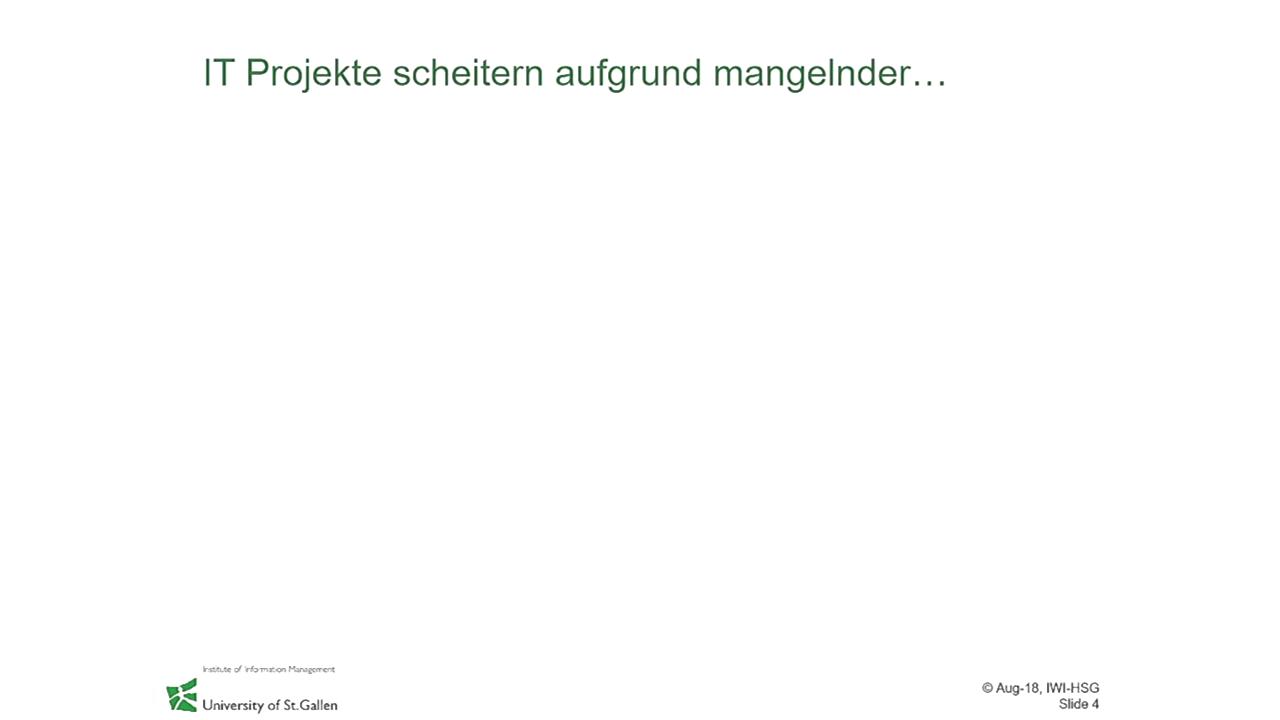 IT Projekte scheitern aufgrund mangelnder…
Institute of Information Management
University of St.Gallen
© Aug-18, IWI-HSG
Slide 4